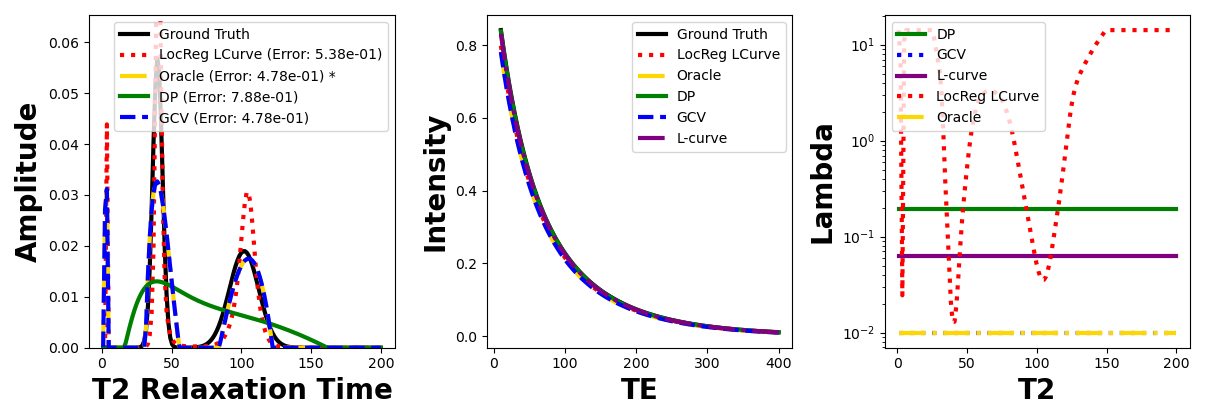 Amplitude
0.06
0.05
0.04
0.03
0.02
0.01
0.00
Ground Truth
LocReg LCurve (Error: 5.38e-01)
Oracle (Error: 4.78e-01) *
DP (Error: 7.88e-01)
GCV (Error: 4.78e-01)
0 50 100 150 200
T2 Relaxation Time
Intensity
0.8
0.6
0.4
0.2
0.0
Ground Truth
LocReg LCurve
Oracle
DP
GCV
L-curve
0 100 200 300 400
TE
Lambda
10¹
10⁰
10⁻¹
10⁻²
DP
GCV
L-curve
LocReg LCurve
Oracle
0 50 100 150 200
T2